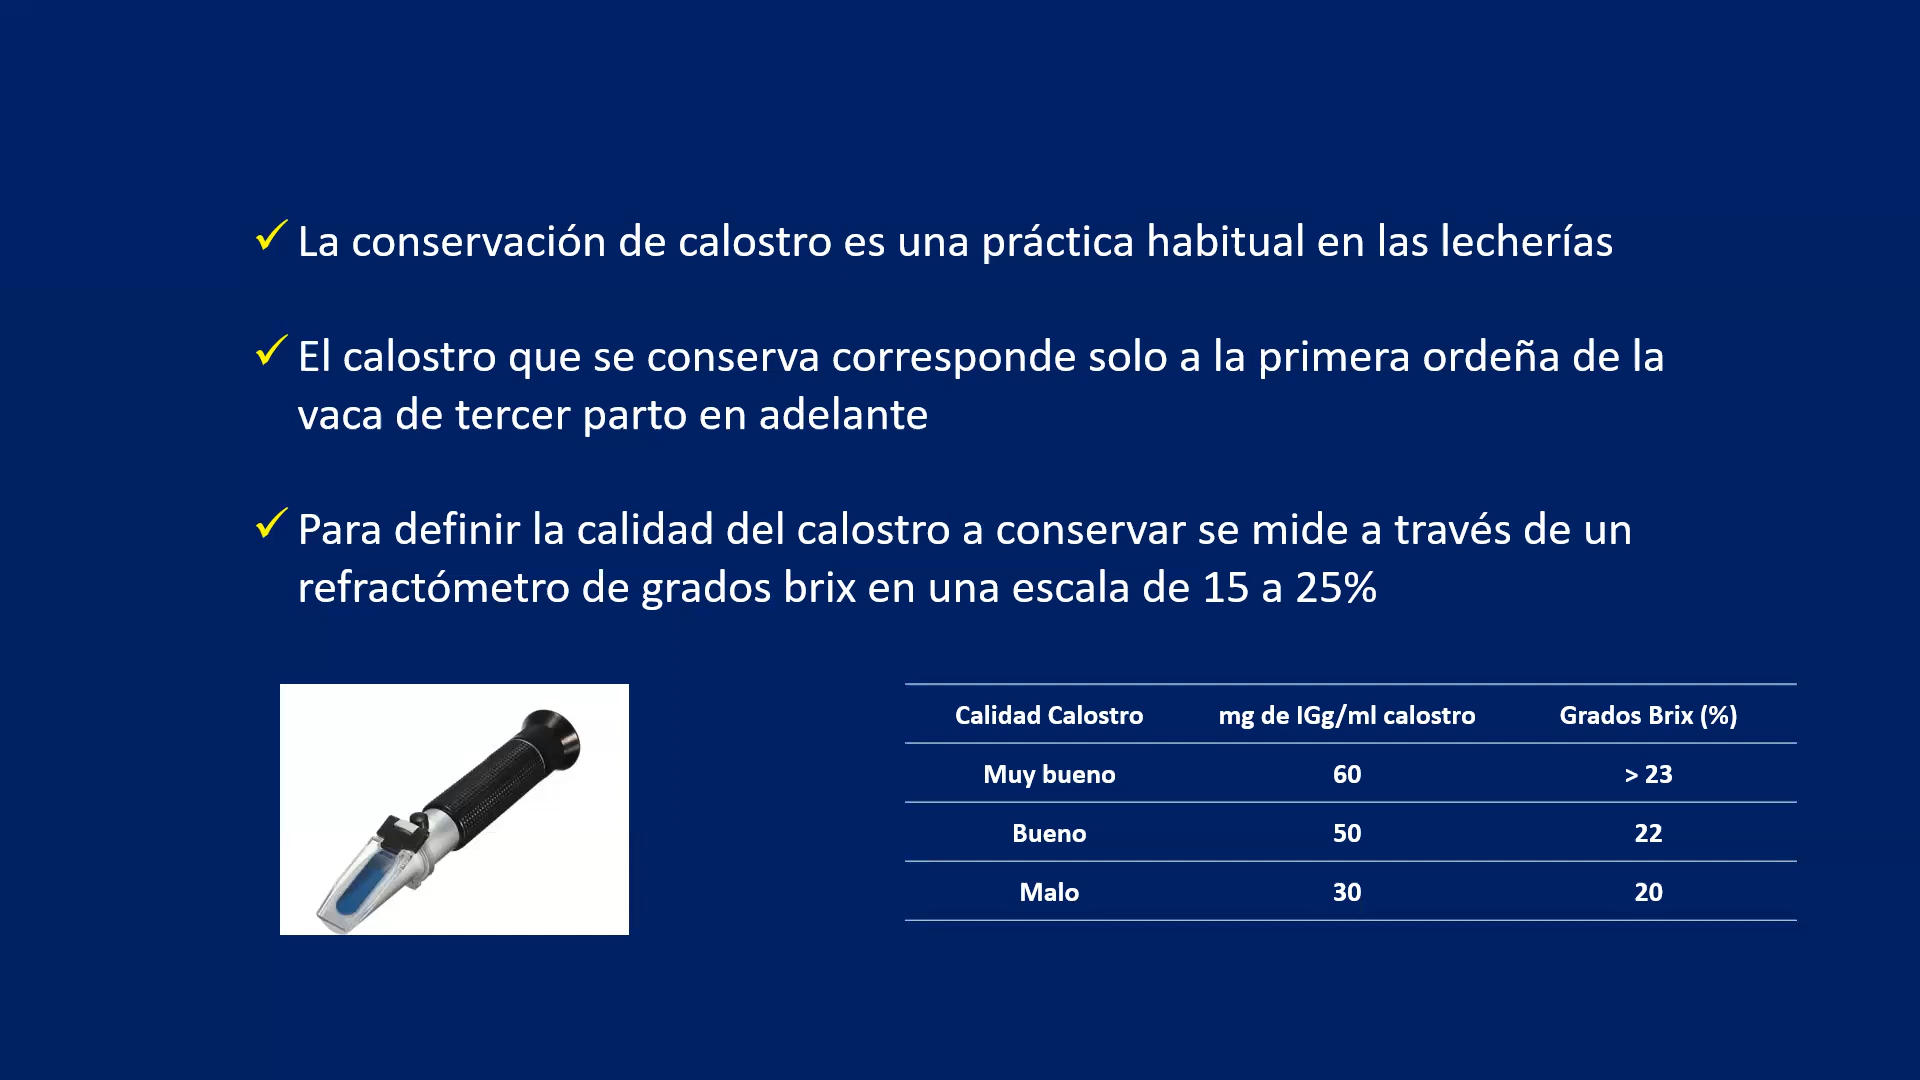 La conservación de calostro es una práctica habitual en las lecherías
El calostro que se conserva corresponde solo a la primera ordeña de la
vaca de tercer parto en adelante
Para definir la calidad del calostro a conservar se mide a través de un
refractómetro de grados brix en una escala de 15 a 25%
Calidad Calostro mg de IGg/ml calostro Grados Brix (%)
Muy bueno 60 > 23
Bueno 50 22
Malo 30 20